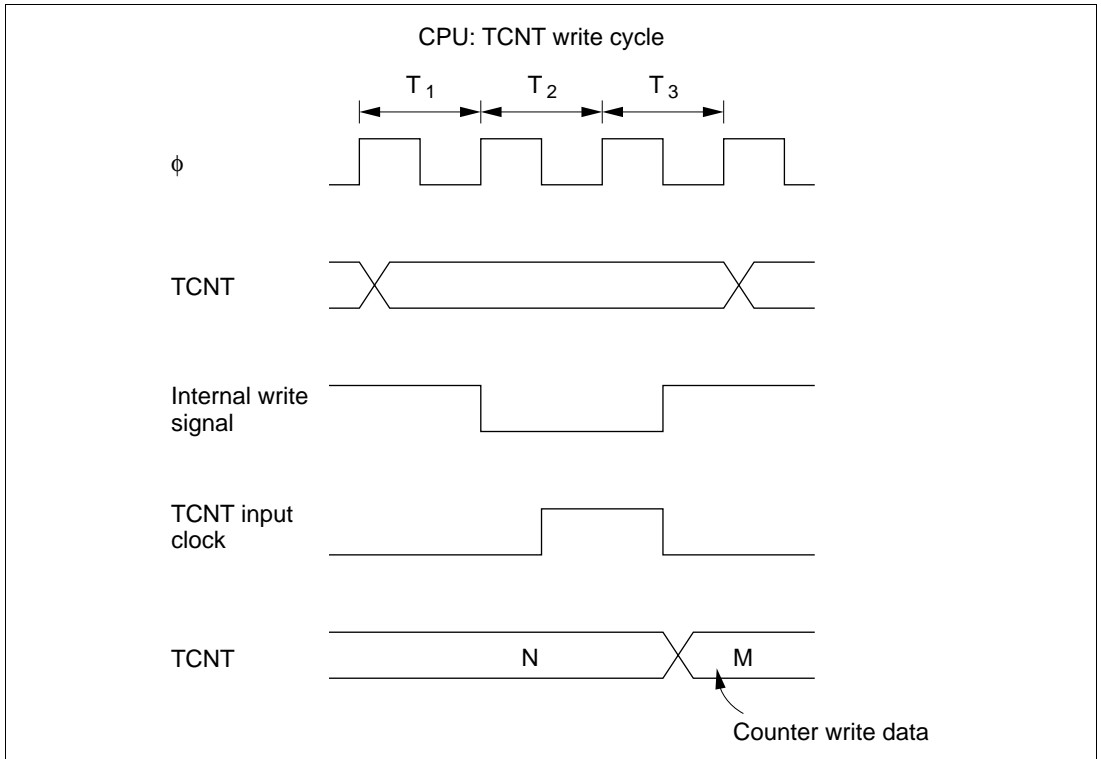 CPU: TCNT write cycle
T1 T2 T3
ϕ
TCNT
Internal write
signal
TCNT input
clock
TCNT
N M
Counter write data